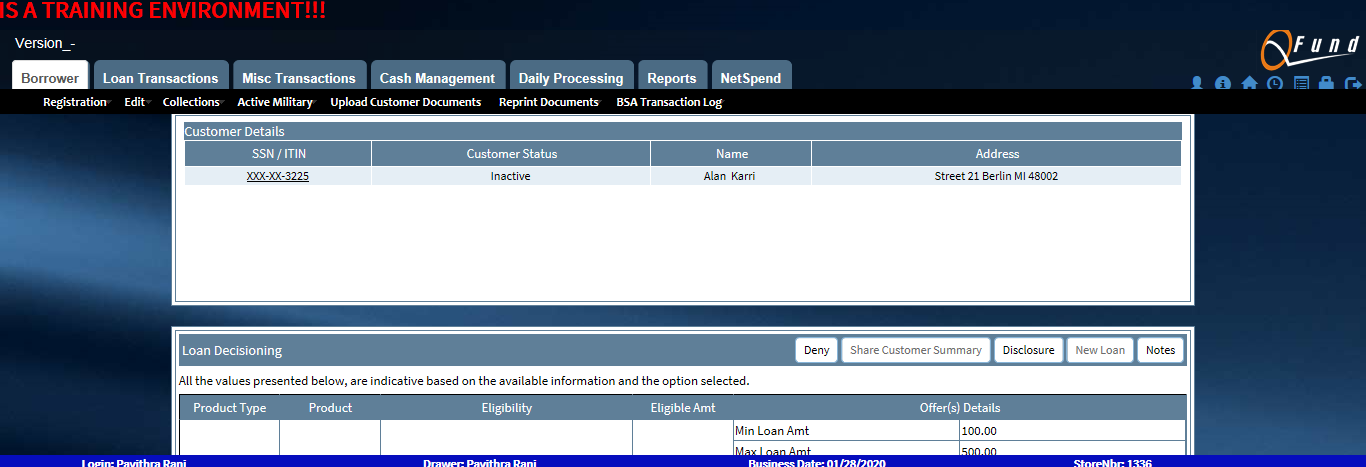 IS A TRAINING ENVIRONMENT!!!
Version_-
QFund
Borrower Loan Transactions Misc Transactions Cash Management Daily Processing Reports NetSpend
Registration Edit Collections Active Military Upload Customer Documents Reprint Documents BSA Transaction Log
Customer Details
SSN / ITIN Customer Status Name Address
XXX-XX-3225 Inactive Alan Karri Street 21 Berlin MI 48002
Loan Decisioning Deny Share Customer Summary Disclosure New Loan Notes
All the values presented below, are indicative based on the available information and the option selected.
Product Type Product Eligibility Eligible Amt Offer(s) Details
Min Loan Amt 100.00
Max Loan Amt 500.00
Login: Pavithra Rani Drawer: Pavithra Rani Business Date: 01/28/2020 StoreNbr: 1336